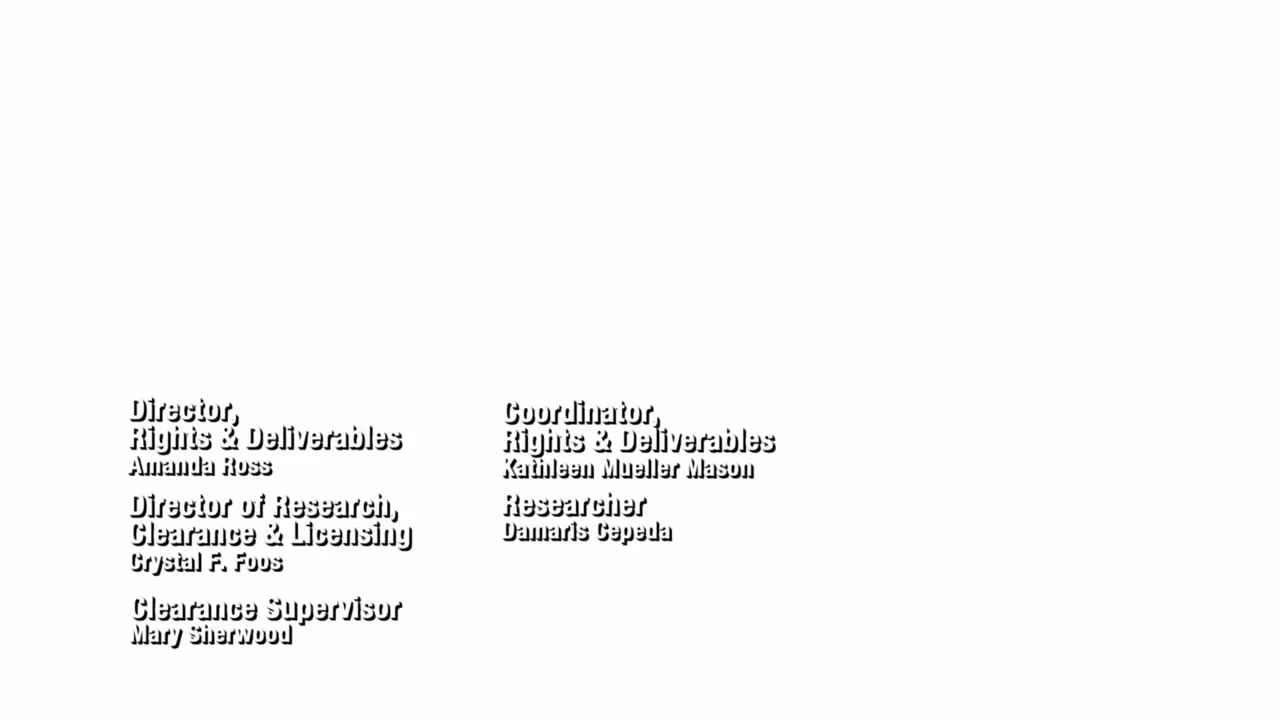 Director,
Rights & Deliverables
Amanda Ross
Director of Research,
Clearance & Licensing
Crystal F. Foos
Clearance Supervisor
Mary Sherwood
Coordinator,
Rights & Deliverables
Kathleen Mueller Mason
Researcher
Damaris Cepeda